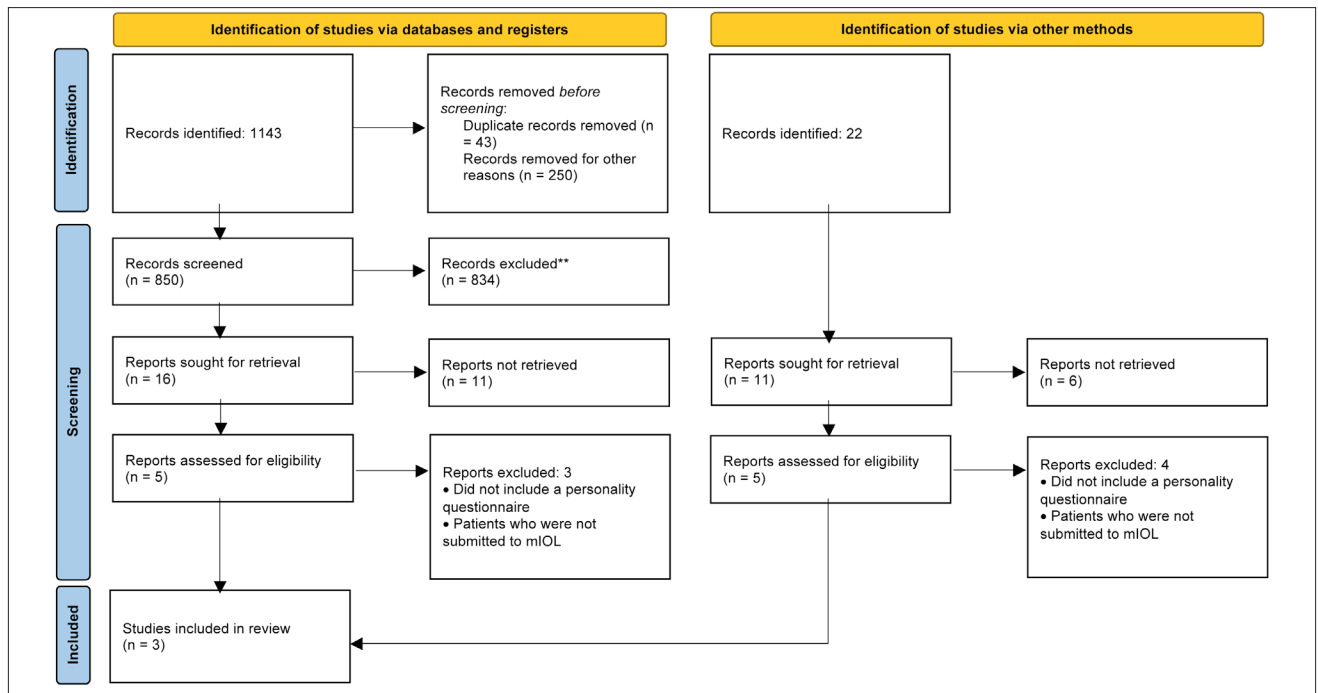 Identification of studies via databases and registers
Identification of studies via other methods
Identification
Records identified: 1143
Records removed before
screening:
Duplicate records removed (n
= 43)
Records removed for other
reasons (n = 250)
Records identified: 22
Screening
Records screened
(n = 850)
Records excluded**
(n = 834)
Reports sought for retrieval
(n = 16)
Reports not retrieved
(n = 11)
Reports sought for retrieval
(n = 11)
Reports not retrieved
(n = 6)
Reports assessed for eligibility
(n = 5)
Reports excluded: 3
• Did not include a personality
questionnaire
• Patients who were not
submitted to mIOL
Reports assessed for eligibility
(n = 5)
Reports excluded: 4
• Did not include a personality
questionnaire
• Patients who were not
submitted to mIOL
Included
Studies included in review
(n = 3)